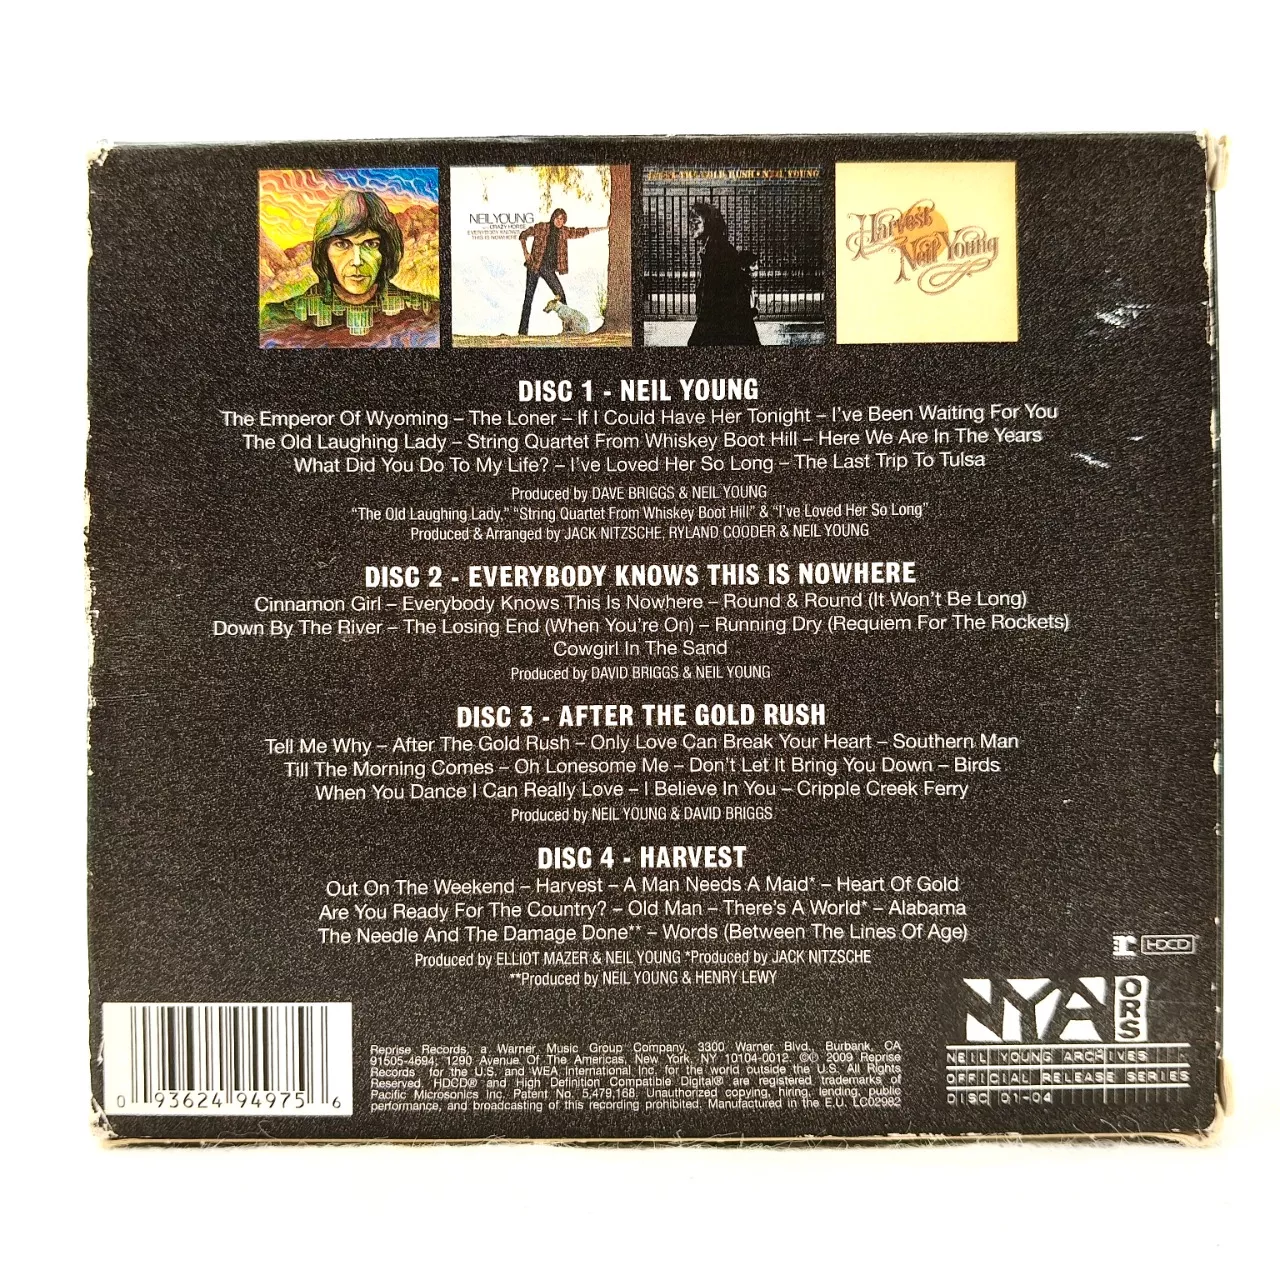 NEIL YOUNG
WITH CRAZY HORSE
EVERYBODY KNOWS
THIS IS NOWHERE
AFTER THE GOLD RUSH • NEIL YOUNG
Harvest
Neil Young
DISC 1 - NEIL YOUNG
The Emperor Of Wyoming – The Loner – If I Could Have Her Tonight – I've Been Waiting For You
The Old Laughing Lady – String Quartet From Whiskey Boot Hill – Here We Are In The Years
What Did You Do To My Life? – I've Loved Her So Long – The Last Trip To Tulsa
Produced by DAVE BRIGGS & NEIL YOUNG
"The Old Laughing Lady," "String Quartet From Whiskey Boot Hill" & "I've Loved Her So Long"
Produced & Arranged by JACK NITZSCHE, RYLAND COODER & NEIL YOUNG
DISC 2 - EVERYBODY KNOWS THIS IS NOWHERE
Cinnamon Girl – Everybody Knows This Is Nowhere – Round & Round (It Won't Be Long)
Down By The River – The Losing End (When You're On) – Running Dry (Requiem For The Rockets)
Cowgirl In The Sand
Produced by DAVID BRIGGS & NEIL YOUNG
DISC 3 - AFTER THE GOLD RUSH
Tell Me Why – After The Gold Rush – Only Love Can Break Your Heart – Southern Man
Till The Morning Comes – Oh Lonesome Me – Don't Let It Bring You Down – Birds
When You Dance I Can Really Love – I Believe In You – Cripple Creek Ferry
Produced by NEIL YOUNG & DAVID BRIGGS
DISC 4 - HARVEST
Out On The Weekend – Harvest – A Man Needs A Maid* – Heart Of Gold
Are You Ready For The Country? – Old Man – There's A World* – Alabama
The Needle And The Damage Done** – Words (Between The Lines Of Age)
Produced by ELLIOT MAZER & NEIL YOUNG *Produced by JACK NITZSCHE
**Produced by NEIL YOUNG & HENRY LEWY
HDCD
NYA ORS
NEIL YOUNG ARCHIVES
OFFICIAL RELEASE SERIES
DISC 01-04
0 93624 94975 6
Reprise Records, a Warner Music Group Company, 3300 Warner Blvd., Burbank, CA
91505-4694, 1290 Avenue Of The Americas, New York, NY 10104-0012. ©℗ 2009 Reprise
Records for the U.S. and WEA International Inc. for the world outside the U.S. All Rights
Reserved. HDCD® and High Definition Compatible Digital® are registered trademarks of
Pacific Microsonics Inc. Patent No. 5,479,168. Unauthorized copying, hiring, lending, public
performance, and broadcasting of this recording prohibited. Manufactured in the E.U. LC02982